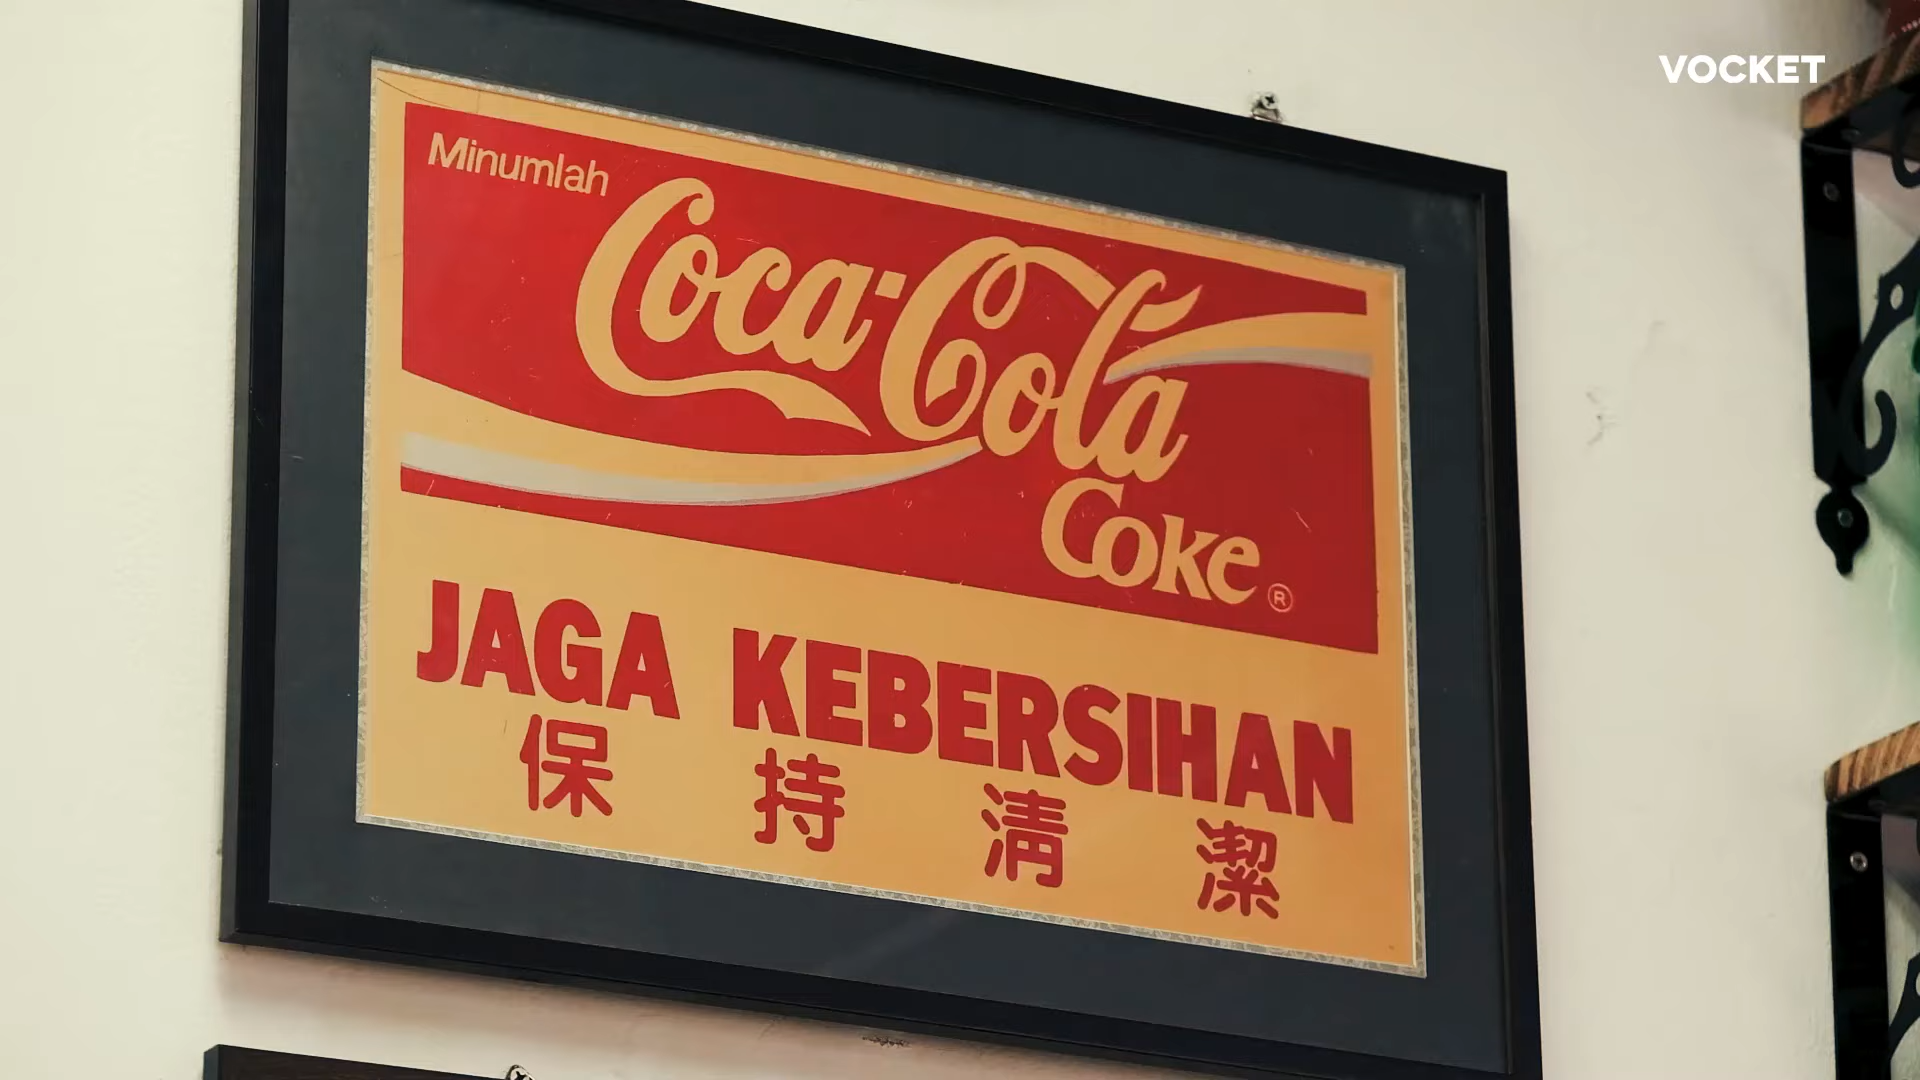 VOCKET
Minumlah
Coca-Cola
Coke ®
JAGA KEBERSIHAN
保持清潔